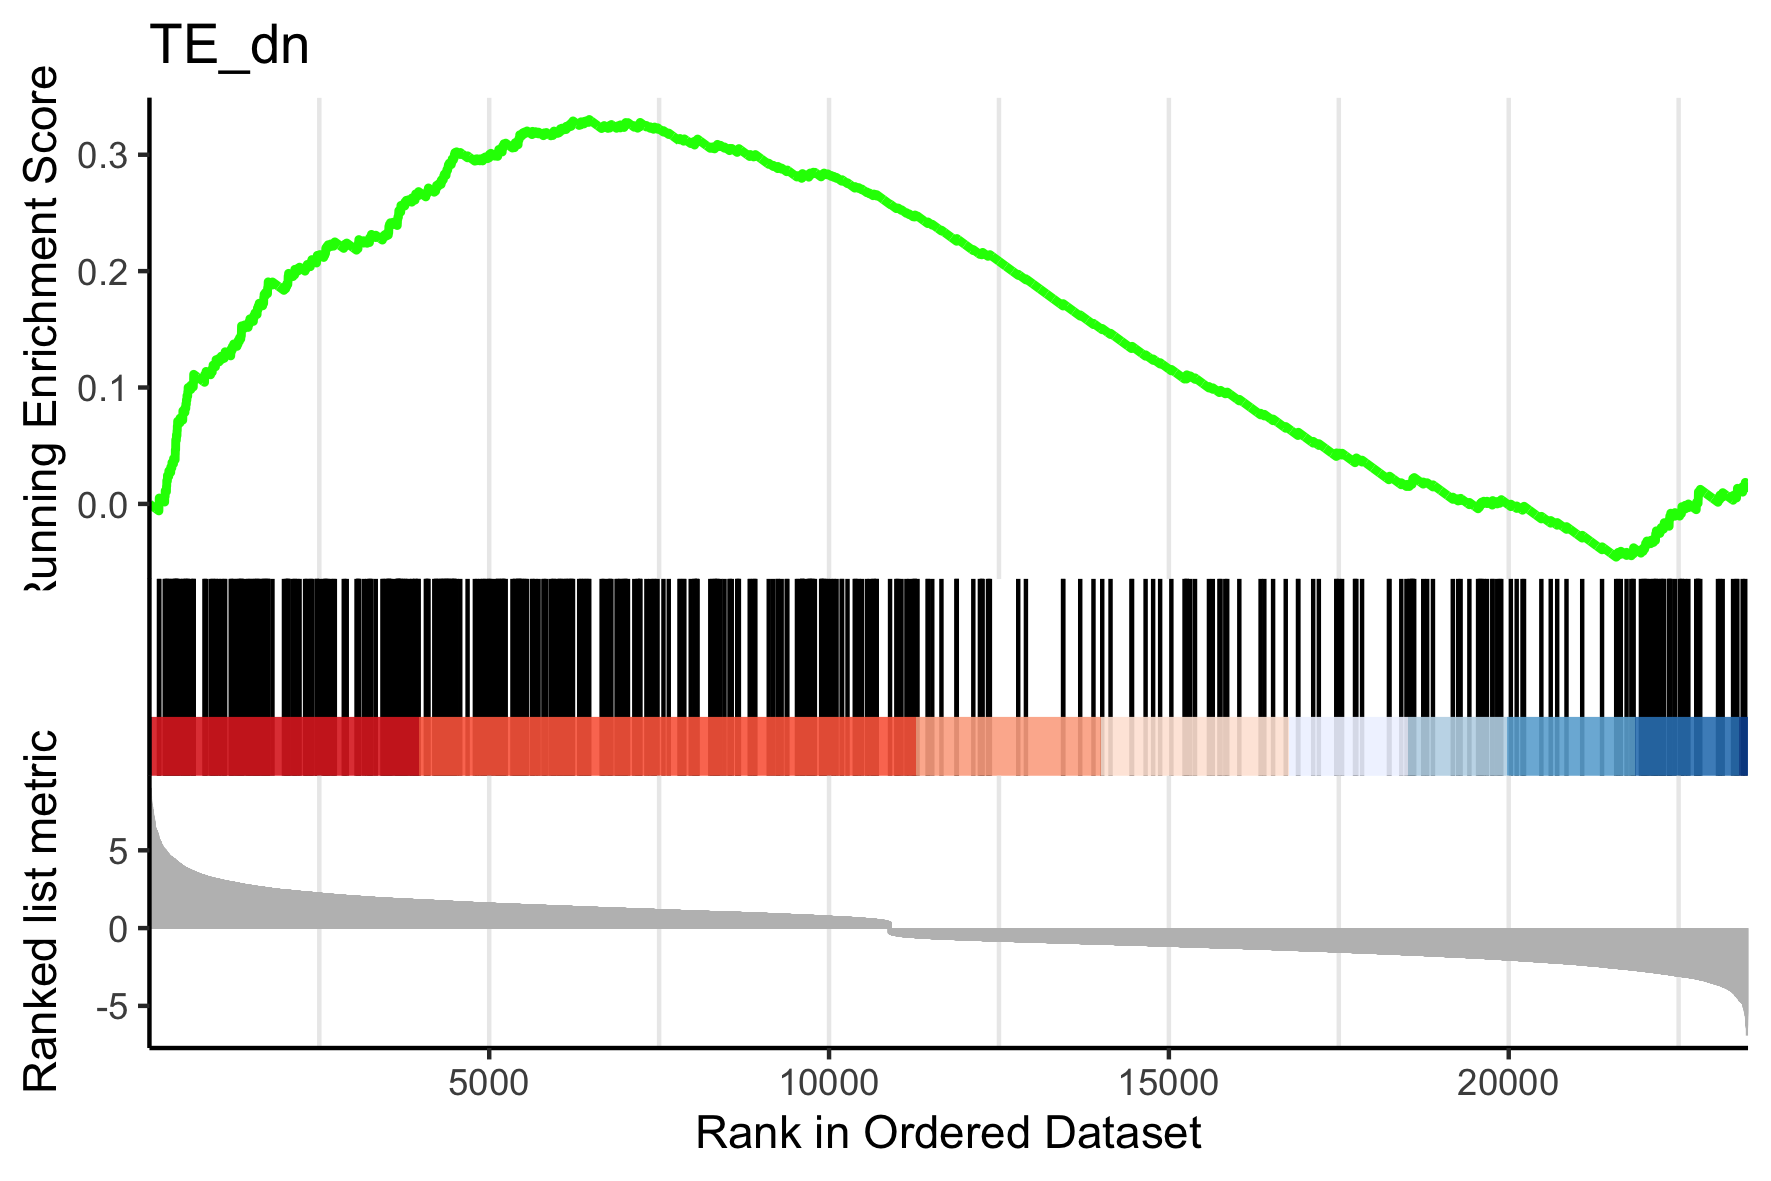 TE_dn
Running Enrichment Score
0.3
0.2
0.1
0.0
Ranked list metric
5
0
-5
5000
10000
15000
20000
Rank in Ordered Dataset